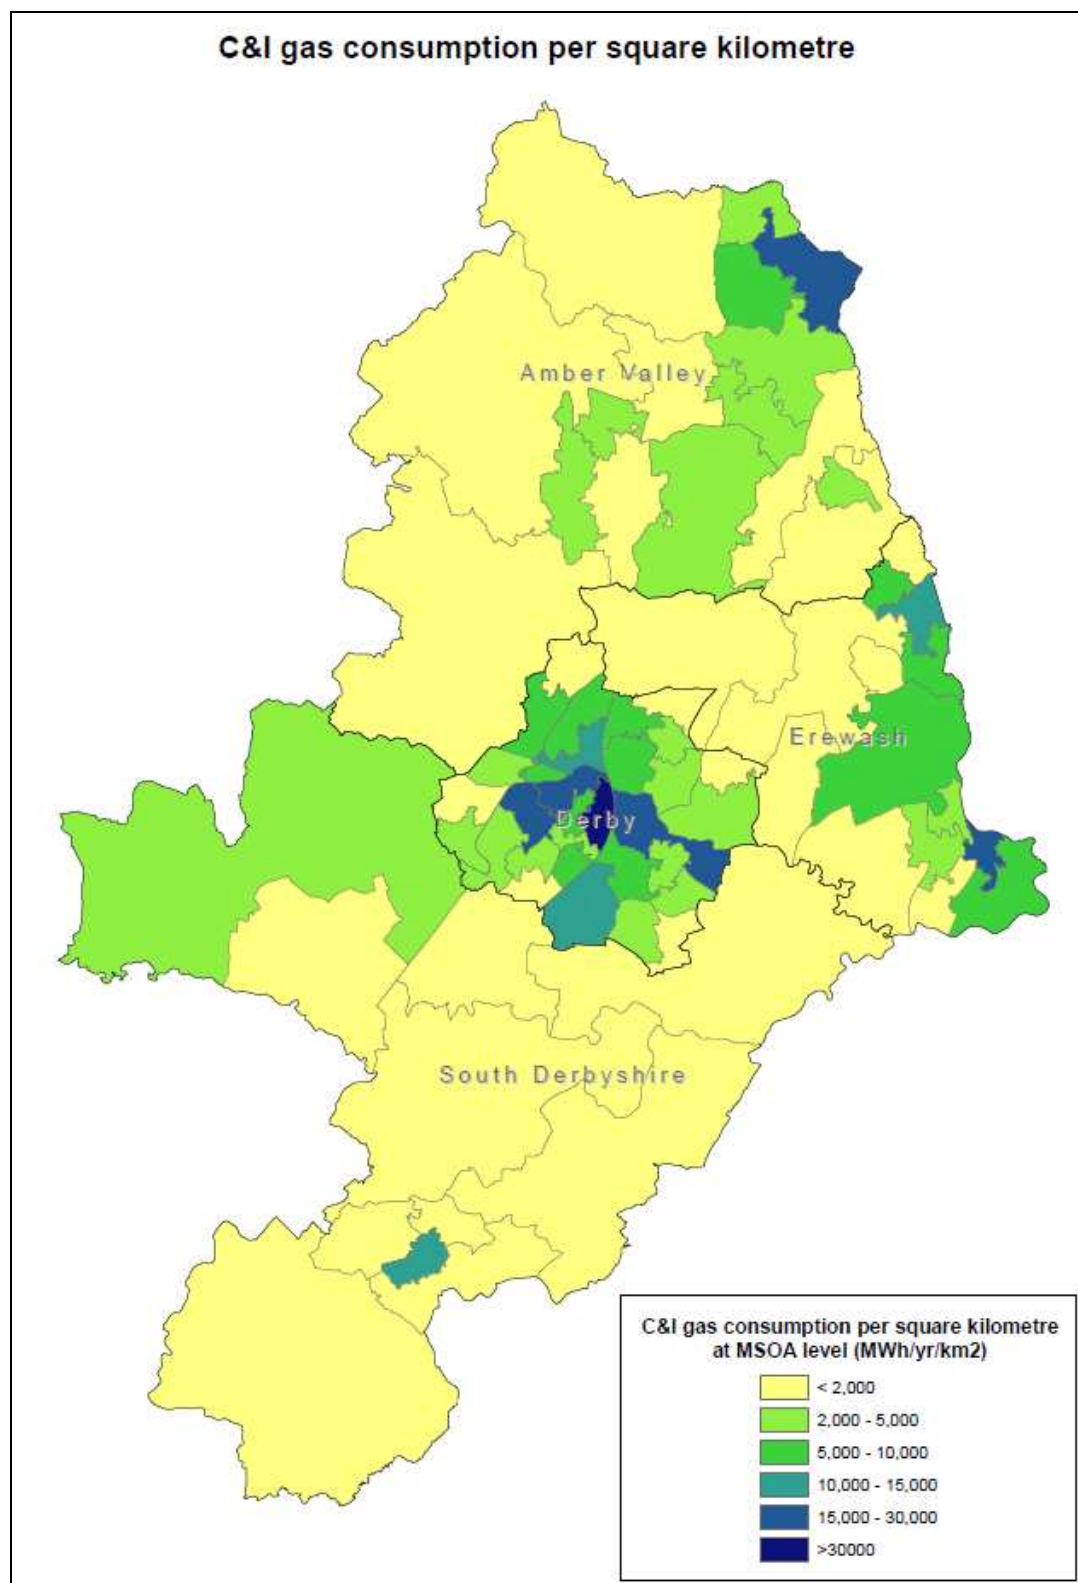 C&I gas consumption per square kilometre
Amber Valley
Erewash
Derby
South Derbyshire
C&I gas consumption per square kilometre
at MSOA level (MWh/yr/km2)
< 2,000
2,000 - 5,000
5,000 - 10,000
10,000 - 15,000
15,000 - 30,000
>30000